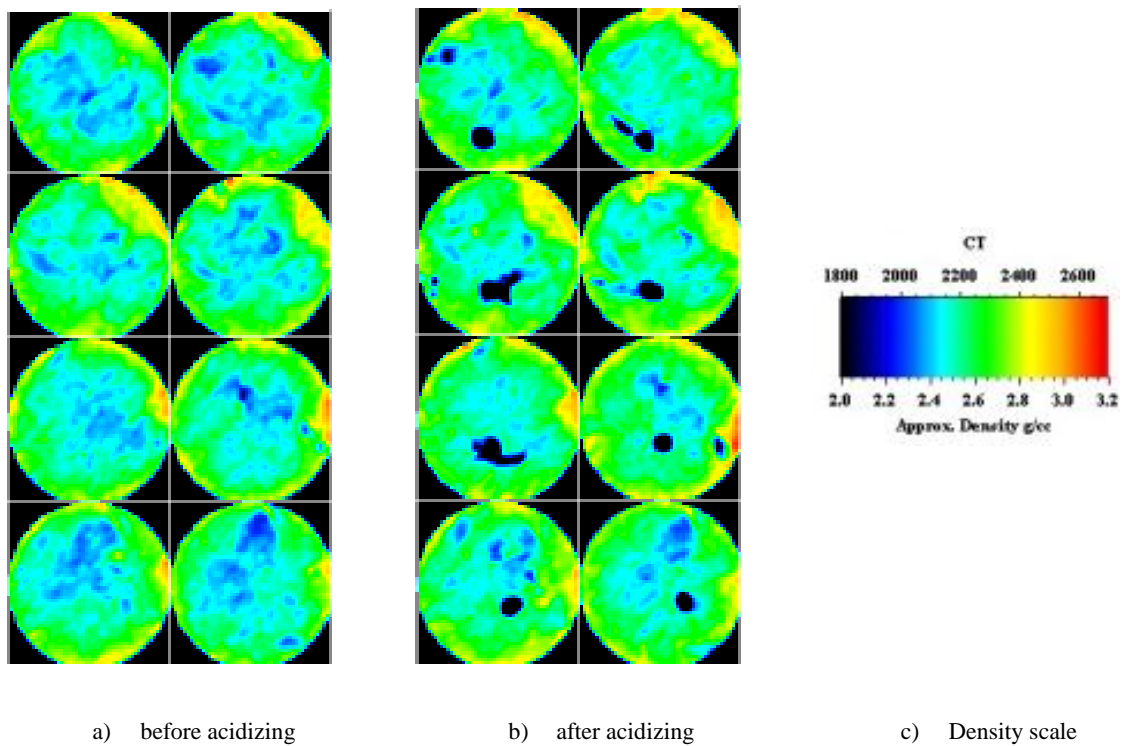 CT
1800 2000 2200 2400 2600
2.0 2.2 2.4 2.6 2.8 3.0 3.2
Approx. Density g/cc
a) before acidizing b) after acidizing c) Density scale